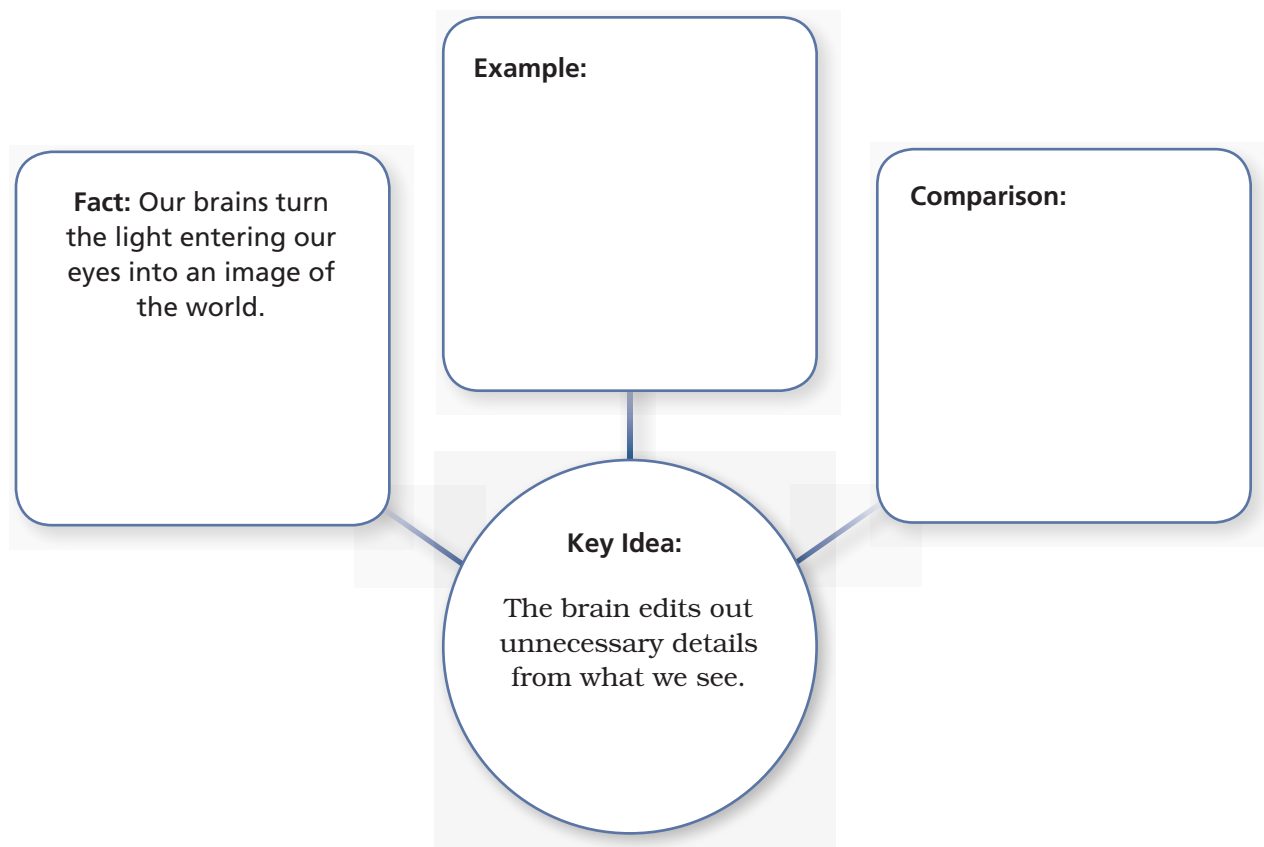 Example:
Fact: Our brains turn
the light entering our
eyes into an image of
the world.
Comparison:
Key Idea:
The brain edits out
unnecessary details
from what we see.